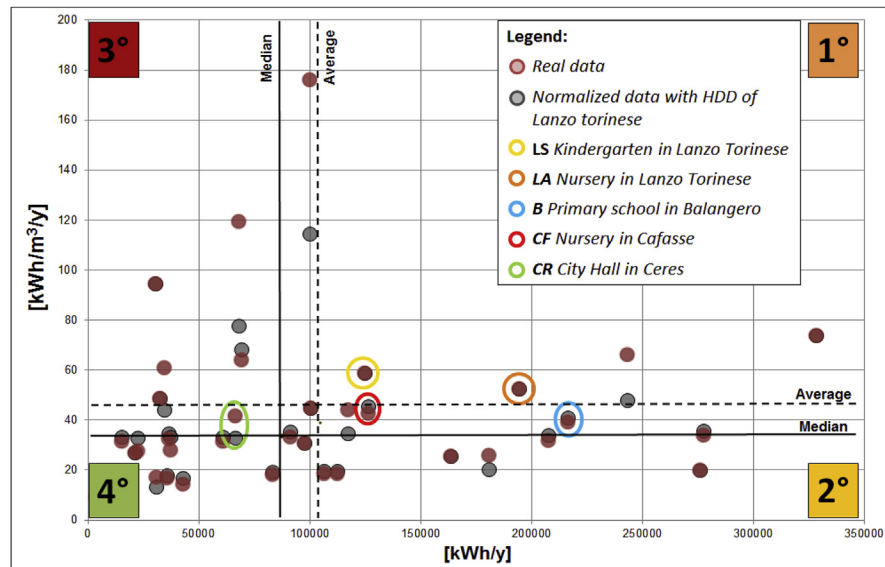 200
180
160
140
120
100
80
60
40
20
0
[kWh/m³/y]
3°
Median
Average
1°
Legend:
Real data
Normalized data with HDD of
Lanzo torinese
LS Kindergarten in Lanzo Torinese
LA Nursery in Lanzo Torinese
B Primary school in Balangero
CF Nursery in Cafasse
CR City Hall in Ceres
Average
Median
4°
2°
0
50000
100000
150000
200000
250000
300000
350000
[kWh/y]